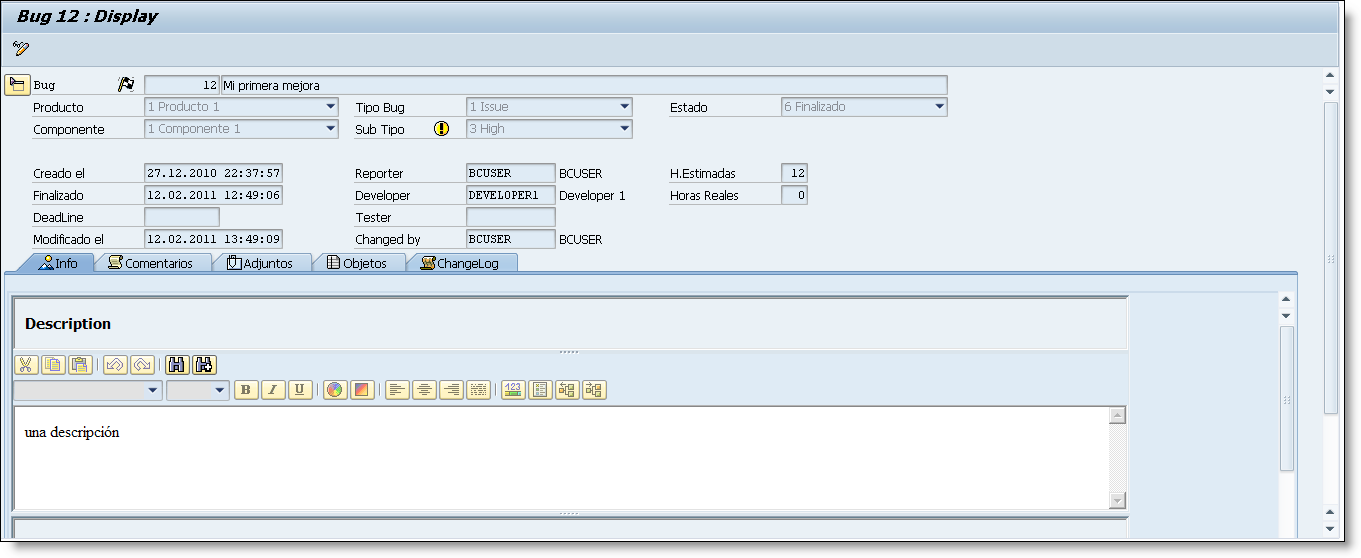 Bug 12 : Display
Bug 12 Mi primera mejora
Producto 1 Producto 1 Tipo Bug 1 Issue Estado 6 Finalizado
Componente 1 Componente 1 Sub Tipo 3 High
Creado el 27.12.2010 22:37:57 Reporter BCUSER BCUSER H.Estimadas 12
Finalizado 12.02.2011 12:49:06 Developer DEVELOPER1 Developer 1 Horas Reales 0
DeadLine Tester
Modificado el 12.02.2011 13:49:09 Changed by BCUSER BCUSER
Info Comentarios Adjuntos Objetos ChangeLog
Description
B I U 123
una descripción